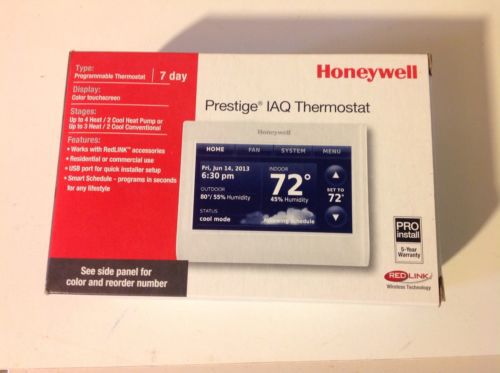 Type:
Programmable Thermostat
7 day
Display:
Color touchscreen
Stages:
Up to 4 Heat / 2 Cool Heat Pump or
Up to 3 Heat / 2 Cool Conventional
Features:
• Works with RedLINK™ accessories
• Residential or commercial use
• USB port for quick installer setup
• Smart Schedule – programs in seconds
for any lifestyle
See side panel for
color and reorder number
Honeywell
Prestige® IAQ Thermostat
Honeywell
HOME FAN SYSTEM MENU
Fri, Jun 14, 2013
6:30 pm
INDOOR
72°
45% Humidity
OUTDOOR
80°/ 55% Humidity
STATUS
cool mode
Following Schedule
SET TO
72°
PRO
install
5-Year
Warranty
REDLINK
Wireless Technology